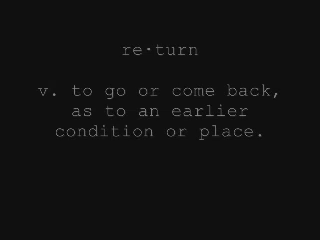 re·turn
v. to go or come back,
as to an earlier
condition or place.